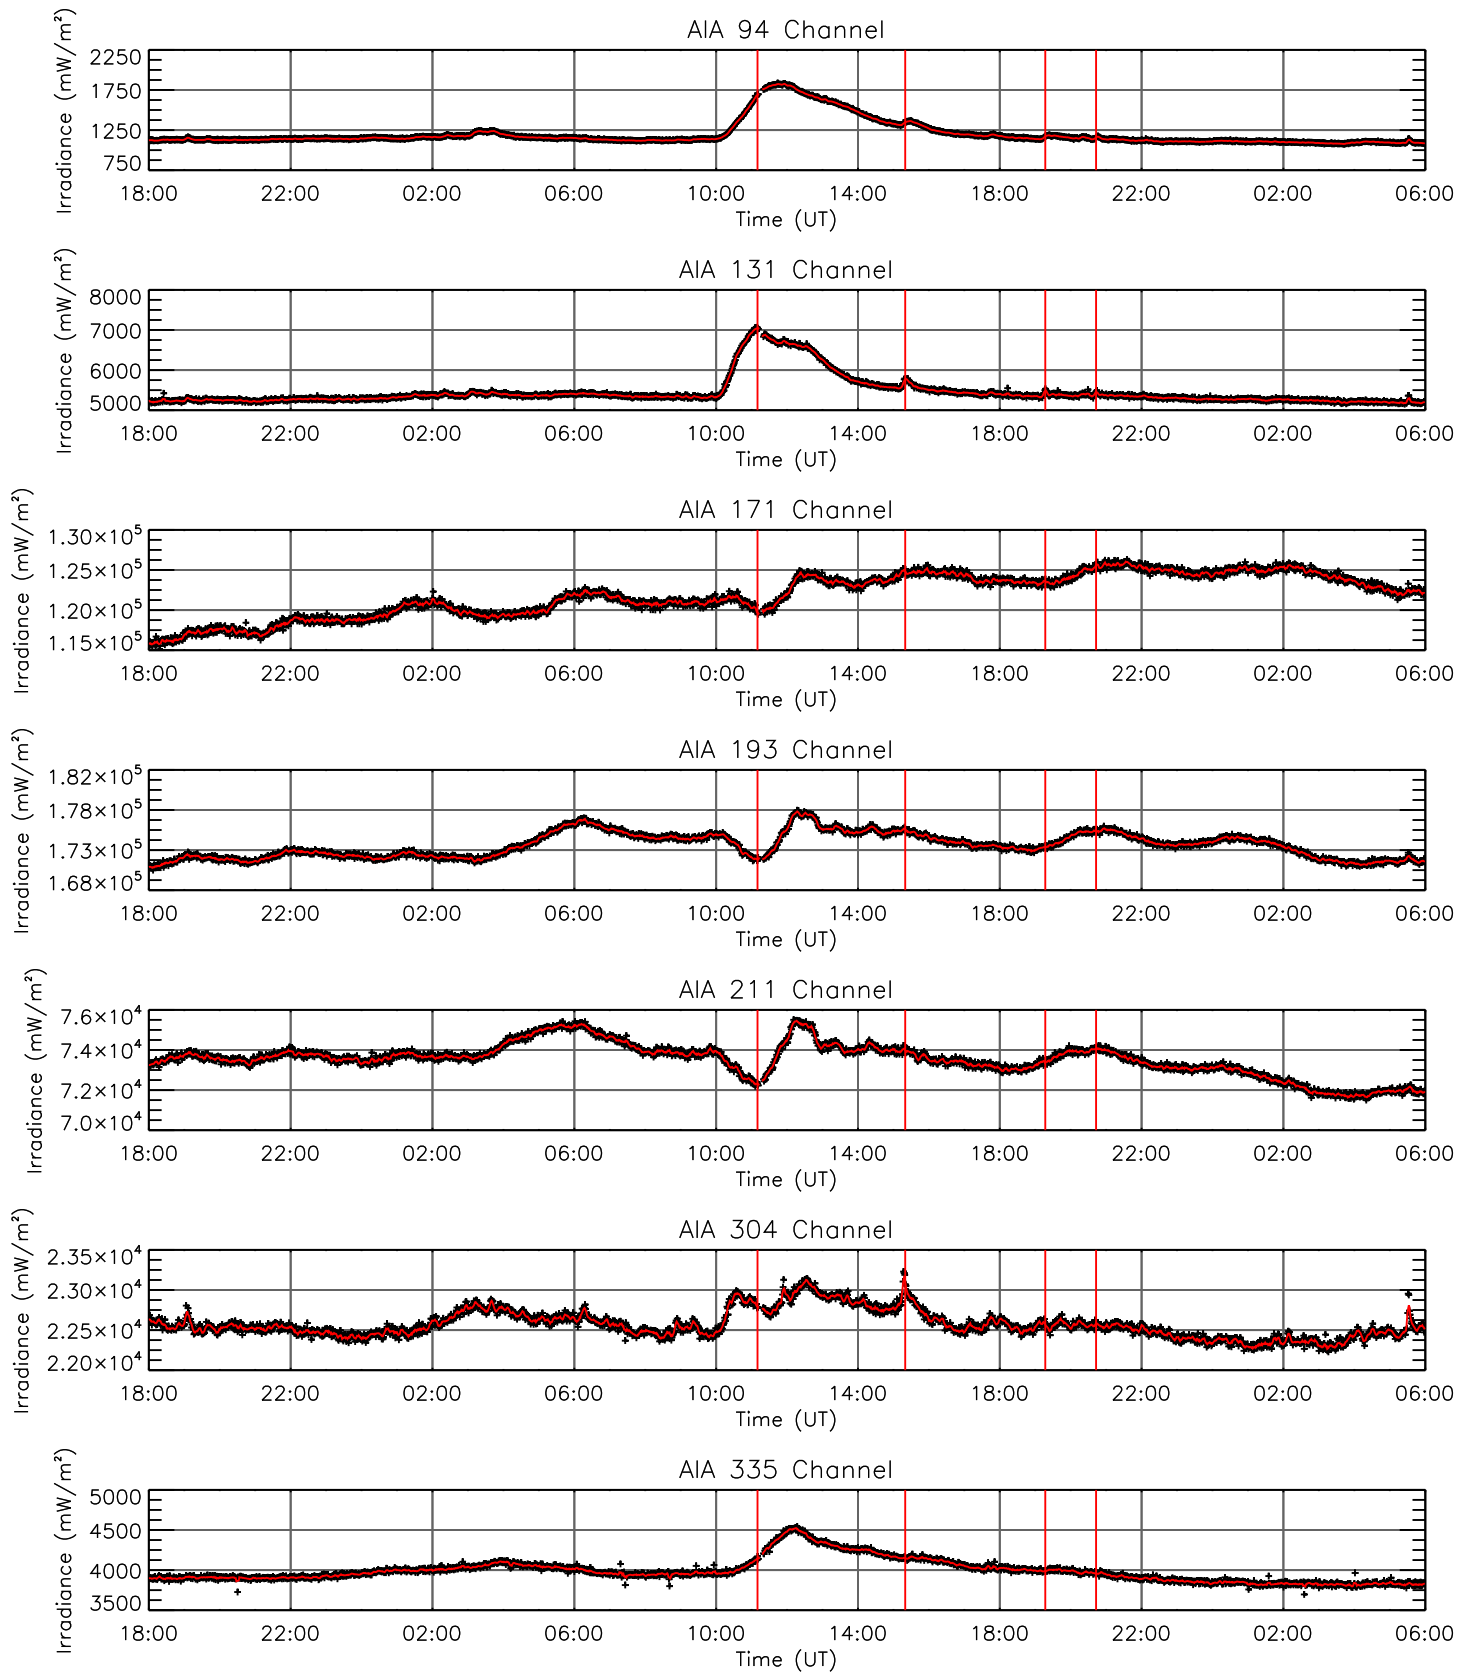 AIA 94 Channel
Irradiance (mW/m²)
2250
1750
1250
750
18:00 22:00 02:00 06:00 10:00 14:00 18:00 22:00 02:00 06:00
Time (UT)
AIA 131 Channel
Irradiance (mW/m²)
8000
7000
6000
5000
18:00 22:00 02:00 06:00 10:00 14:00 18:00 22:00 02:00 06:00
Time (UT)
AIA 171 Channel
Irradiance (mW/m²)
1.30×10⁵
1.25×10⁵
1.20×10⁵
1.15×10⁵
18:00 22:00 02:00 06:00 10:00 14:00 18:00 22:00 02:00 06:00
Time (UT)
AIA 193 Channel
Irradiance (mW/m²)
1.82×10⁵
1.78×10⁵
1.73×10⁵
1.68×10⁵
18:00 22:00 02:00 06:00 10:00 14:00 18:00 22:00 02:00 06:00
Time (UT)
AIA 211 Channel
Irradiance (mW/m²)
7.6×10⁴
7.4×10⁴
7.2×10⁴
7.0×10⁴
18:00 22:00 02:00 06:00 10:00 14:00 18:00 22:00 02:00 06:00
Time (UT)
AIA 304 Channel
Irradiance (mW/m²)
2.35×10⁴
2.30×10⁴
2.25×10⁴
2.20×10⁴
18:00 22:00 02:00 06:00 10:00 14:00 18:00 22:00 02:00 06:00
Time (UT)
AIA 335 Channel
Irradiance (mW/m²)
5000
4500
4000
3500
18:00 22:00 02:00 06:00 10:00 14:00 18:00 22:00 02:00 06:00
Time (UT)